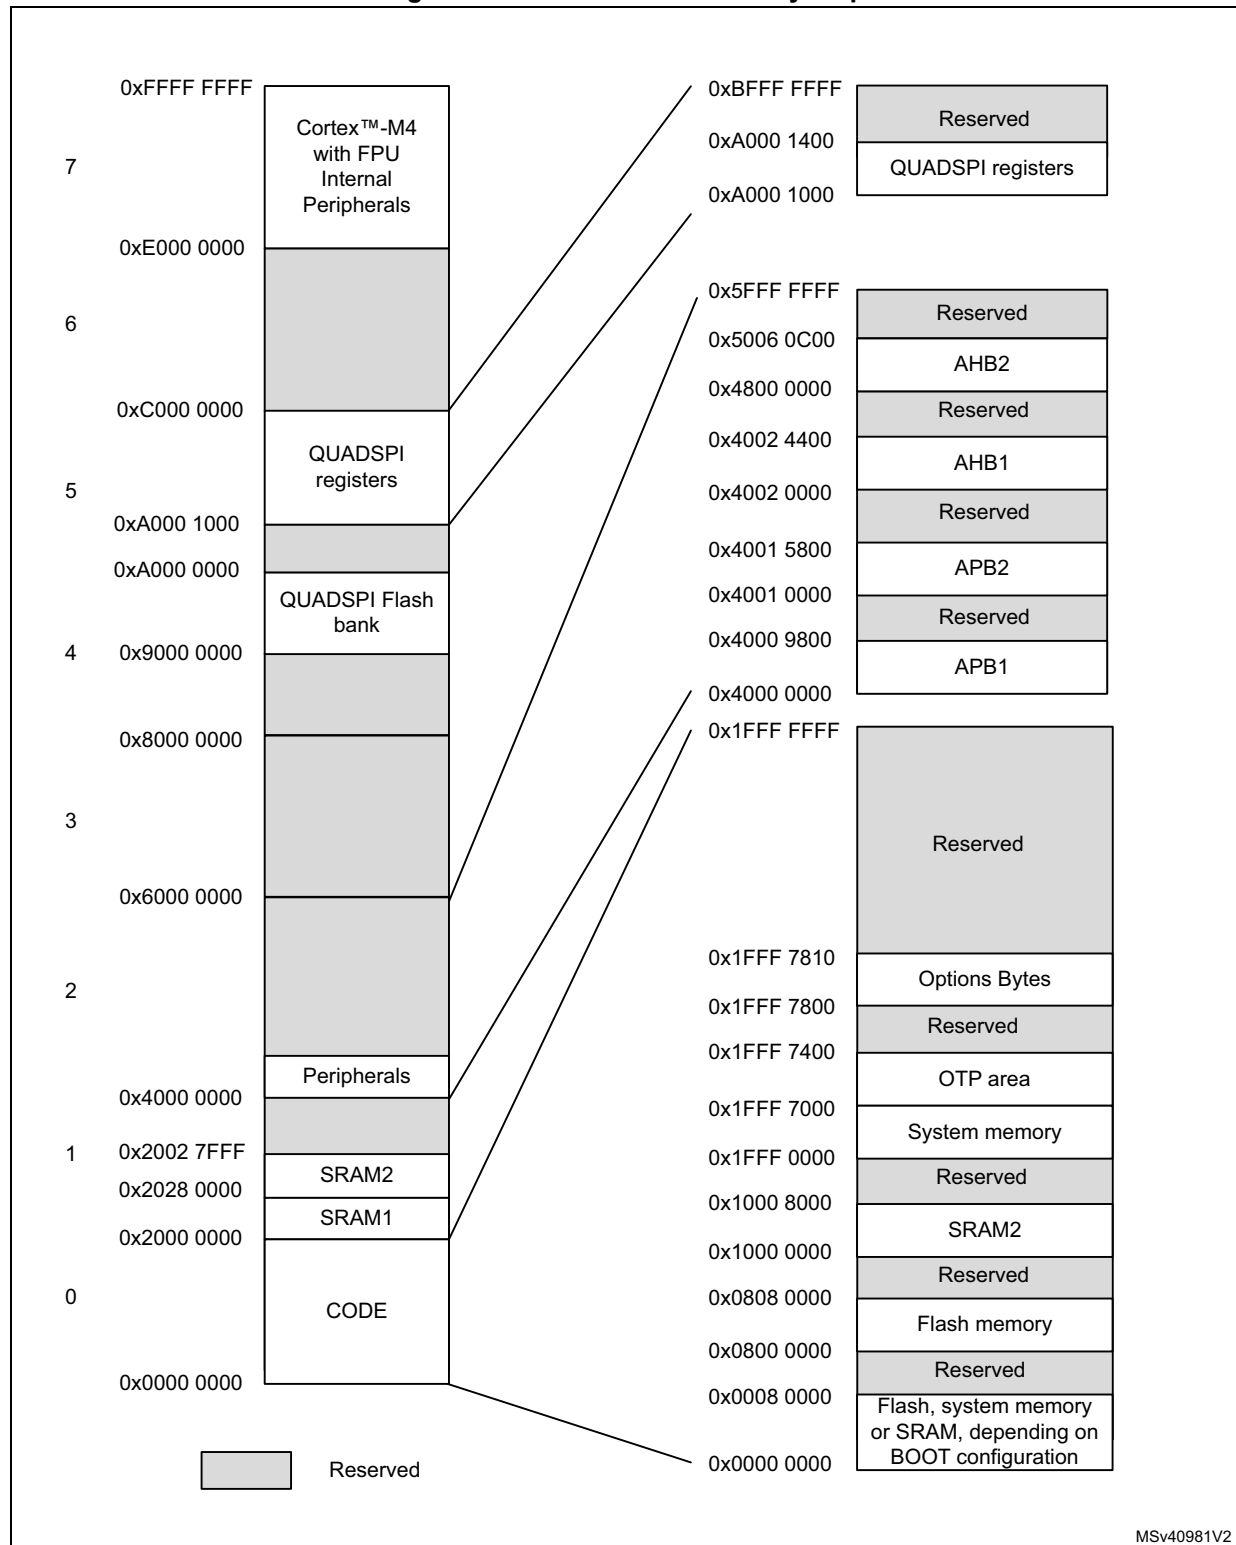 0xFFFF FFFF
Cortex™-M4
with FPU
Internal
Peripherals
7
0xE000 0000
6
0xC000 0000
QUADSPI
registers
5
0xA000 1000
0xA000 0000
QUADSPI Flash
bank
4
0x9000 0000
0x8000 0000
3
0x6000 0000
2
Peripherals
0x4000 0000
1
0x2002 7FFF
SRAM2
0x2028 0000
SRAM1
0x2000 0000
0
CODE
0x0000 0000
Reserved
0xBFFF FFFF
Reserved
0xA000 1400
QUADSPI registers
0xA000 1000
0x5FFF FFFF
Reserved
0x5006 0C00
AHB2
0x4800 0000
Reserved
0x4002 4400
AHB1
0x4002 0000
Reserved
0x4001 5800
APB2
0x4001 0000
Reserved
0x4000 9800
APB1
0x4000 0000
0x1FFF FFFF
Reserved
0x1FFF 7810
Options Bytes
0x1FFF 7800
Reserved
0x1FFF 7400
OTP area
0x1FFF 7000
System memory
0x1FFF 0000
Reserved
0x1000 8000
SRAM2
0x1000 0000
Reserved
0x0808 0000
Flash memory
0x0800 0000
Reserved
0x0008 0000
Flash, system memory
or SRAM, depending on
BOOT configuration
0x0000 0000
MSv40981V2